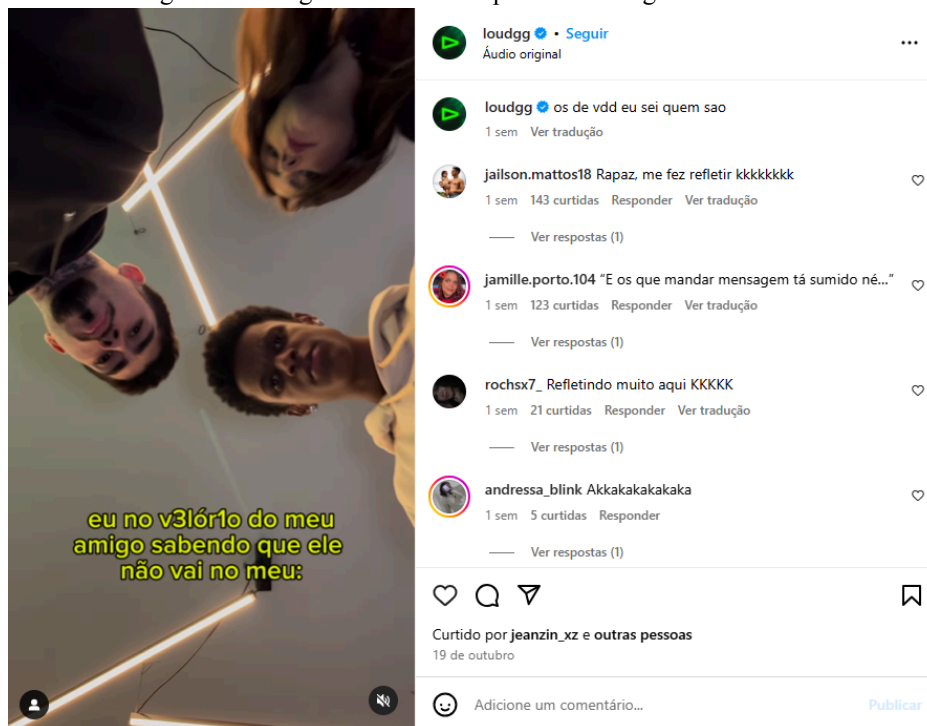 loudgg • Seguir
Áudio original
loudgg os de vdd eu sei quem sao
1 sem Ver tradução
jailson.mattos18 Rapaz, me fez refletir kkkkkkkk
1 sem 143 curtidas Responder Ver tradução
Ver respostas (1)
jamille.porto.104 “E os que mandar mensagem tá sumido né...”
1 sem 123 curtidas Responder Ver tradução
Ver respostas (1)
rochsx7_ Refletindo muito aqui KKKKK
1 sem 21 curtidas Responder Ver tradução
Ver respostas (1)
andressa_blink Akkakakakakaka
1 sem 5 curtidas Responder
Ver respostas (1)
eu no v3lór1o do meu
amigo sabendo que ele
não vai no meu:
Curtido por jeanzin_xz e outras pessoas
19 de outubro
Adicione um comentário...
Publicar